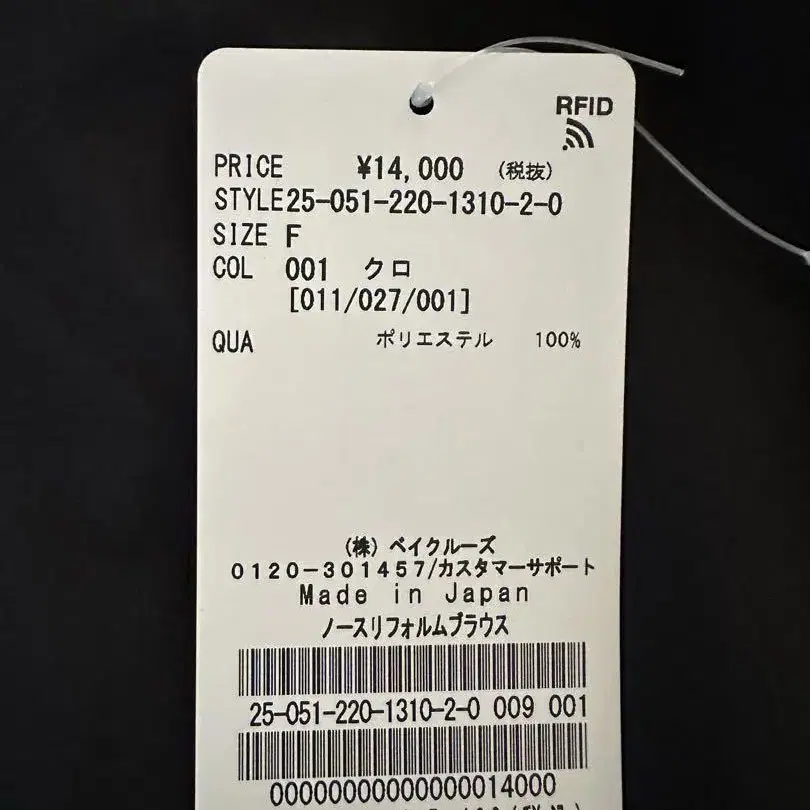 RFID
PRICE ¥14,000 (税抜)
STYLE25-051-220-1310-2-0
SIZE F
COL 001 クロ
[011/027/001]
QUA ポリエステル 100%
(株) ベイクルーズ
0120-301457/カスタマーサポート
Made in Japan
ノースリフォルムブラウス
25-051-220-1310-2-0 009 001